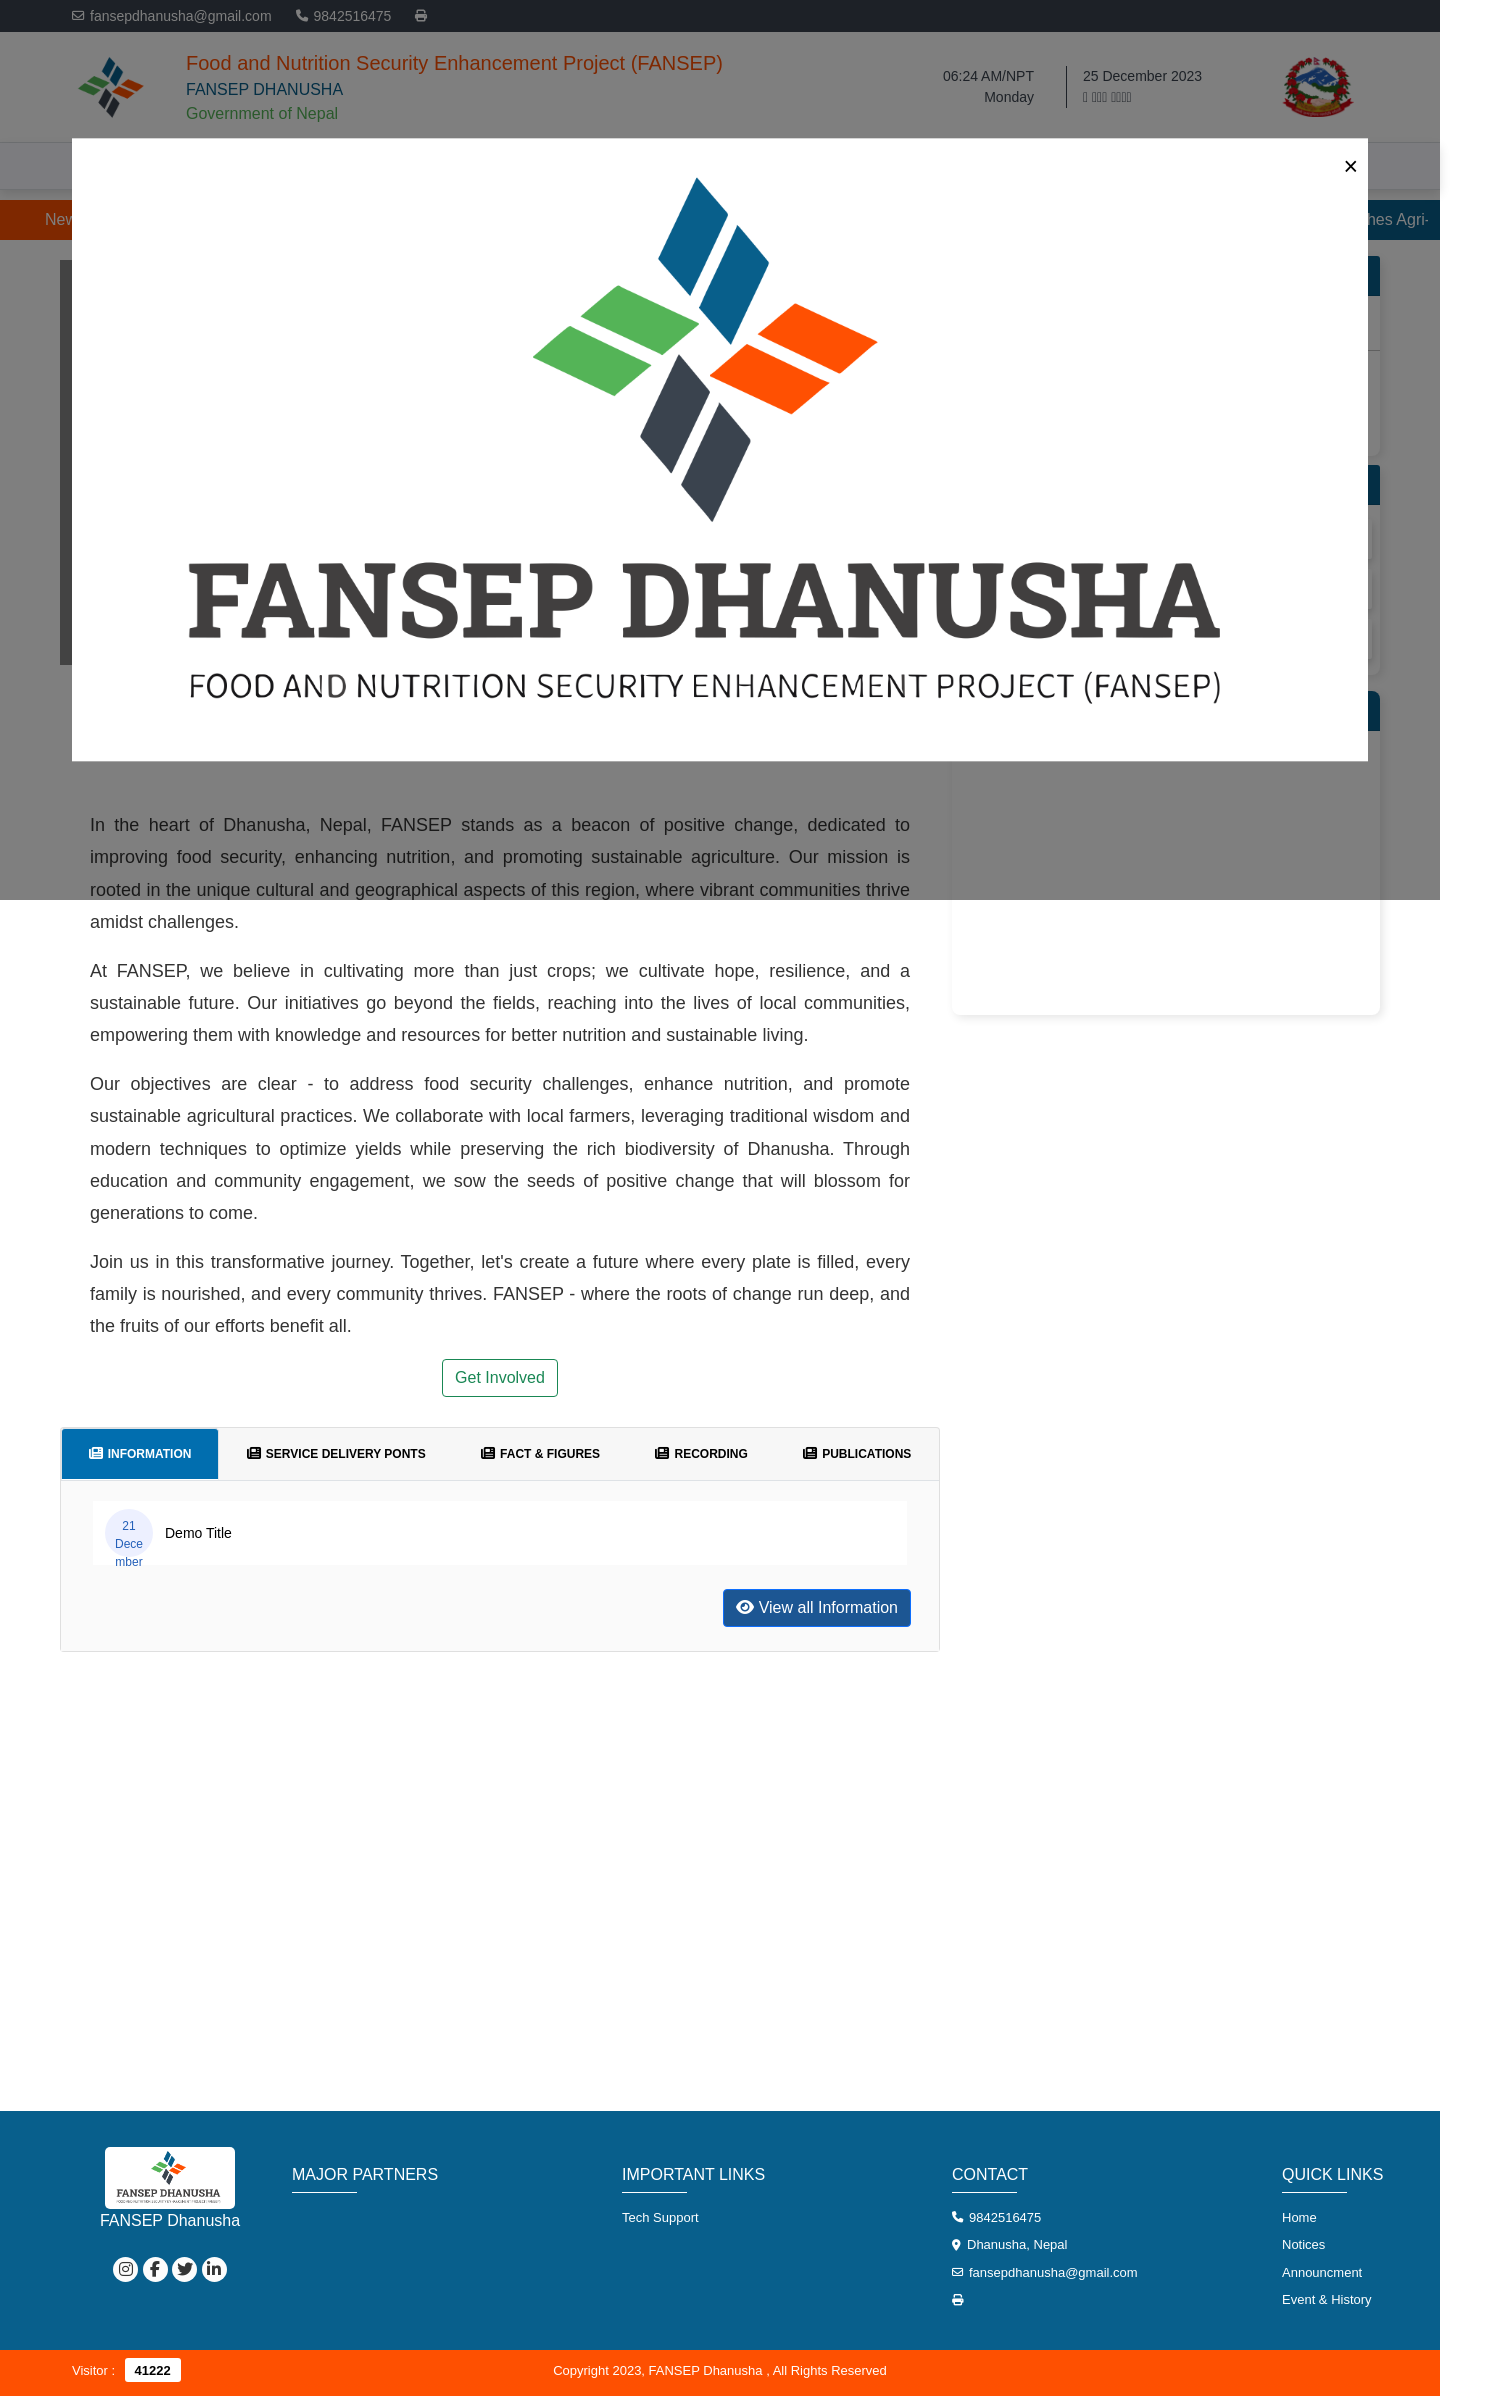 fansepdhanusha@gmail.com 9842516475
Food and Nutrition Security Enhancement Project (FANSEP)
FANSEP DHANUSHA
Government of Nepal
06:24 AM/NPT
Monday
25 December 2023
×
FANSEP DHANUSHA
FOOD AND NUTRITION SECURITY ENHANCEMENT PROJECT (FANSEP)
In the heart of Dhanusha, Nepal, FANSEP stands as a beacon of positive change, dedicated to
improving food security, enhancing nutrition, and promoting sustainable agriculture. Our mission is
rooted in the unique cultural and geographical aspects of this region, where vibrant communities thrive
amidst challenges.
At FANSEP, we believe in cultivating more than just crops; we cultivate hope, resilience, and a
sustainable future. Our initiatives go beyond the fields, reaching into the lives of local communities,
empowering them with knowledge and resources for better nutrition and sustainable living.
Our objectives are clear - to address food security challenges, enhance nutrition, and promote
sustainable agricultural practices. We collaborate with local farmers, leveraging traditional wisdom and
modern techniques to optimize yields while preserving the rich biodiversity of Dhanusha. Through
education and community engagement, we sow the seeds of positive change that will blossom for
generations to come.
Join us in this transformative journey. Together, let's create a future where every plate is filled, every
family is nourished, and every community thrives. FANSEP - where the roots of change run deep, and
the fruits of our efforts benefit all.
Get Involved
INFORMATION SERVICE DELIVERY PONTS FACT & FIGURES RECORDING PUBLICATIONS
21
Dece
mber
Demo Title
View all Information
FANSEP DHANUSHA
FANSEP Dhanusha
MAJOR PARTNERS
IMPORTANT LINKS
Tech Support
CONTACT
9842516475
Dhanusha, Nepal
fansepdhanusha@gmail.com
QUICK LINKS
Home
Notices
Announcment
Event & History
Visitor : 41222
Copyright 2023, FANSEP Dhanusha , All Rights Reserved